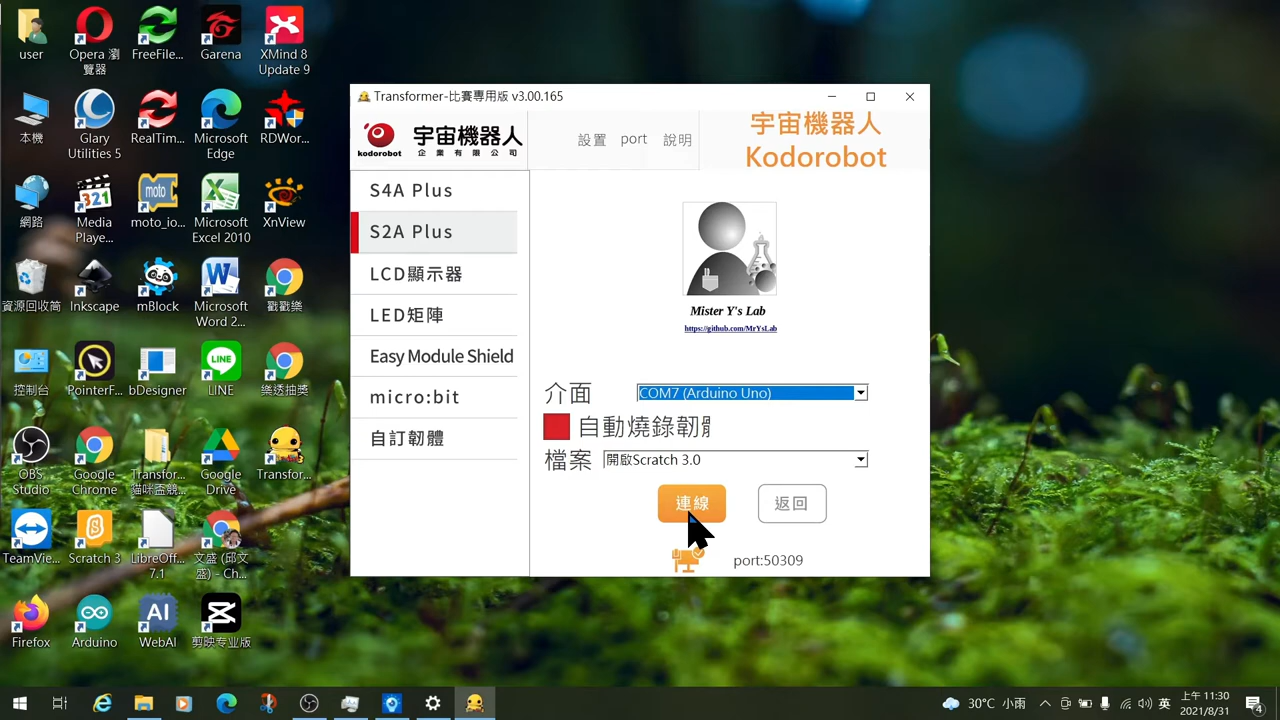 user
Opera 瀏
覽器
FreeFile...
Garena
XMind 8
Update 9
本機
Glary
Utilities 5
RealTim...
Microsoft
Edge
RDWor...
網路
Media
Playe...
moto_io...
Microsoft
Excel 2010
XnView
資源回收筒
Inkscape
mBlock
Microsoft
Word 2...
戳戳樂
控制台
PointerF...
bDesigner
LINE
樂透抽獎
OBS
Studio
Google
Chrome
Transfor...
貓咪盃競...
Google
Drive
Transfor...
TeamVie...
Scratch 3
LibreOff...
7.1
文盛 (邱文
盛) - Ch...
Firefox
Arduino
WebAI
剪映专业版
Transformer-比賽專用版 v3.00.165
kodorobot
宇宙機器人
企業有限公司
設置 port 說明
宇宙機器人
Kodorobot
S4A Plus
S2A Plus
LCD顯示器
LED矩陣
Easy Module Shield
micro:bit
自訂韌體
Mister Y's Lab
https://github.com/MrYsLab
介面 COM7 (Arduino Uno)
自動燒錄韌體
檔案 開啟Scratch 3.0
連線 返回
port:50309
30°C 小雨 英 上午 11:30
2021/8/31
4